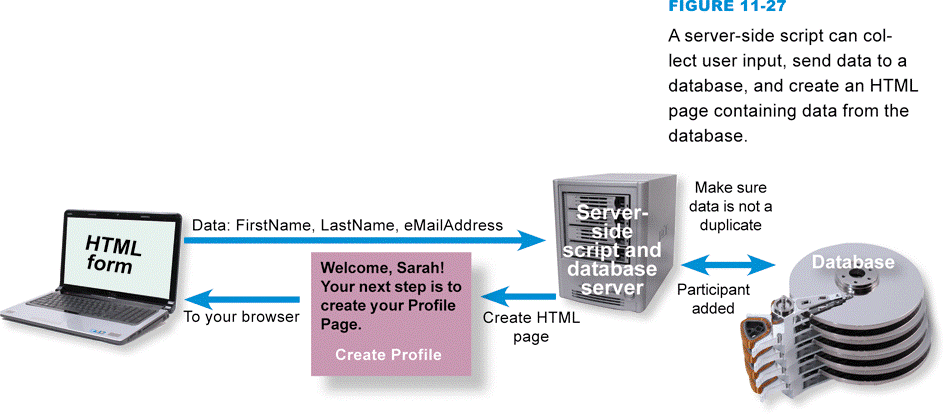 FIGURE 11-27
A server-side script can col-
lect user input, send data to a
database, and create an HTML
page containing data from the
database.
HTML
form
Data: FirstName, LastName, eMailAddress
Server-
side
script and
database
server
Make sure
data is not a
duplicate
Database
Participant
added
Welcome, Sarah!
Your next step is to
create your Profile
Page.
Create Profile
To your browser
Create HTML
page